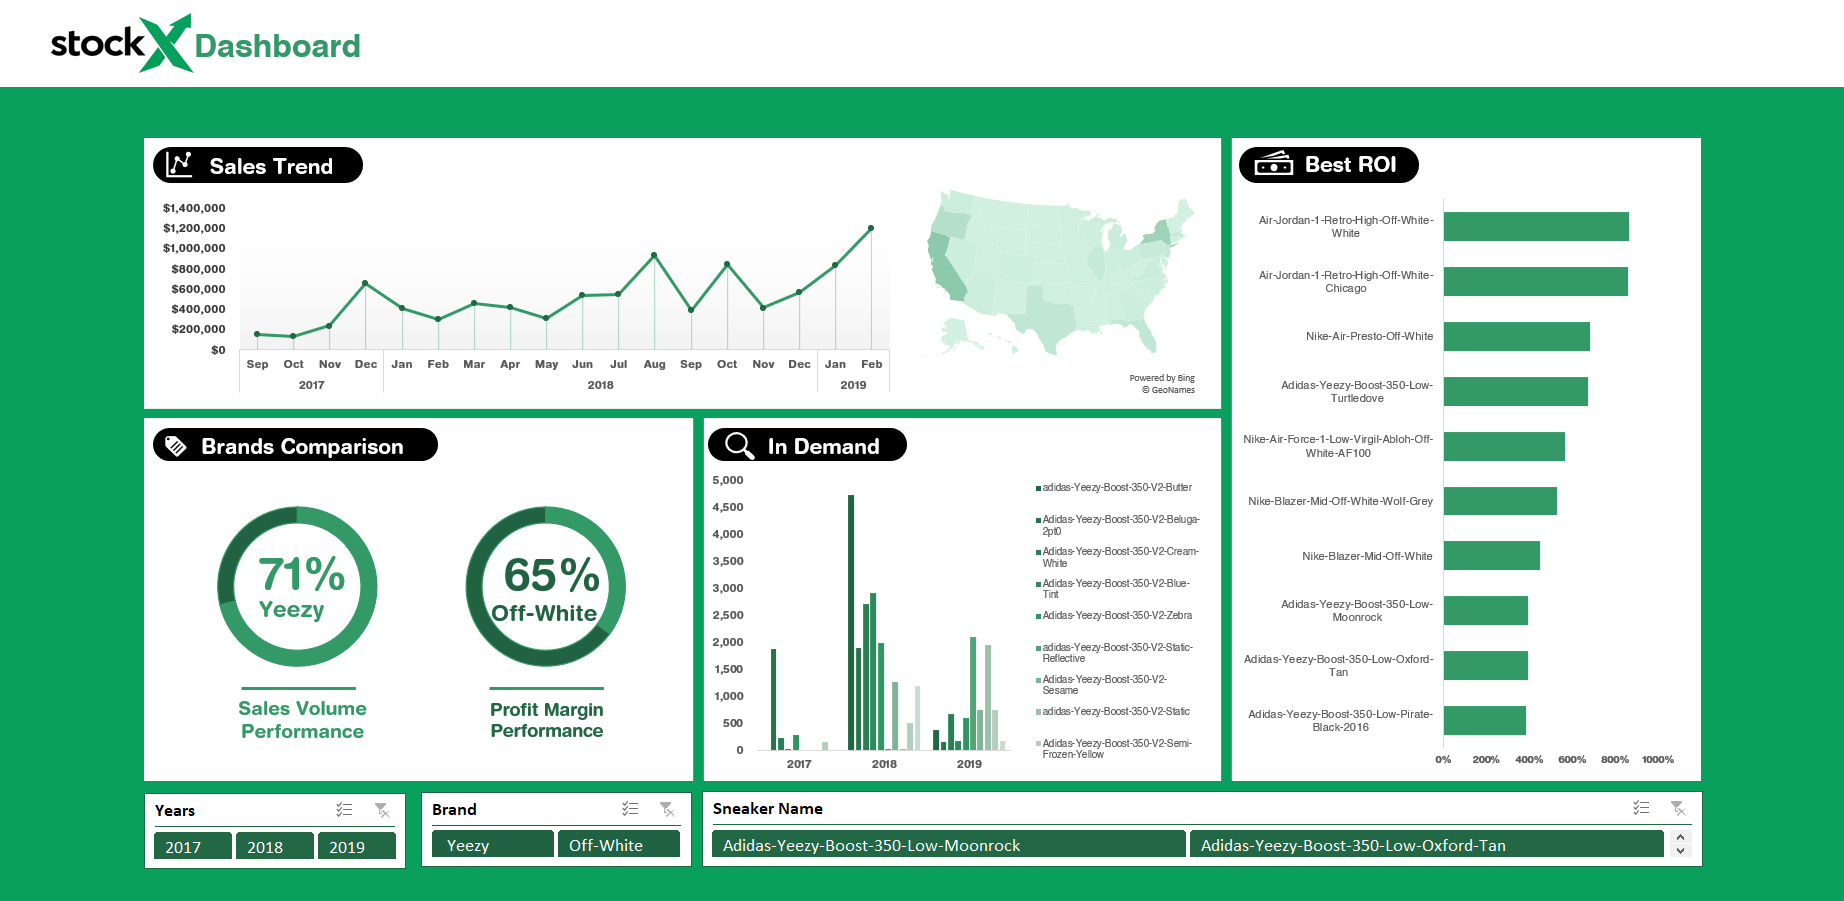 stockX Dashboard
Sales Trend
$1,400,000
$1,200,000
$1,000,000
$800,000
$600,000
$400,000
$200,000
$0
Sep Oct Nov Dec Jan Feb Mar Apr May Jun Jul Aug Sep Oct Nov Dec Jan Feb
2017 2018 2019
Powered by Bing
© GeoNames
Best ROI
Air-Jordan-1-Retro-High-Off-White-
White
Air-Jordan-1-Retro-High-Off-White-
Chicago
Nike-Air-Presto-Off-White
Adidas-Yeezy-Boost-350-Low-
Turtledove
Nike-Air-Force-1-Low-Virgil-Abloh-Off-
White-AF100
Nike-Blazer-Mid-Off-White-Wolf-Grey
Nike-Blazer-Mid-Off-White
Adidas-Yeezy-Boost-350-Low-
Moonrock
Adidas-Yeezy-Boost-350-Low-Oxford-
Tan
Adidas-Yeezy-Boost-350-Low-Pirate-
Black-2016
0% 200% 400% 600% 800% 1000%
Brands Comparison
71%
Yeezy
Sales Volume
Performance
65%
Off-White
Profit Margin
Performance
In Demand
5,000
4,500
4,000
3,500
3,000
2,500
2,000
1,500
1,000
500
0
2017 2018 2019
adidas-Yeezy-Boost-350-V2-Butter
Adidas-Yeezy-Boost-350-V2-Beluga-
2pt0
Adidas-Yeezy-Boost-350-V2-Cream-
White
Adidas-Yeezy-Boost-350-V2-Blue-
Tint
Adidas-Yeezy-Boost-350-V2-Zebra
adidas-Yeezy-Boost-350-V2-Static-
Reflective
Adidas-Yeezy-Boost-350-V2-
Sesame
adidas-Yeezy-Boost-350-V2-Static
Adidas-Yeezy-Boost-350-V2-Semi-
Frozen-Yellow
Years
2017 2018 2019
Brand
Yeezy Off-White
Sneaker Name
Adidas-Yeezy-Boost-350-Low-Moonrock Adidas-Yeezy-Boost-350-Low-Oxford-Tan